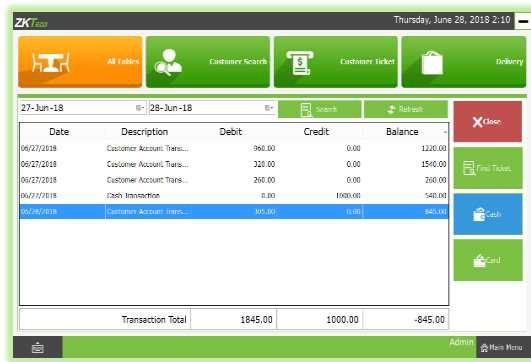 ZKTeco
Thursday, June 28, 2018 2:10
All Tables
Customer Search
Customer Ticket
Delivery
27-Jun-18 28-Jun-18 Search Refresh
Date Description Debit Credit Balance
06/27/2018 Customer Account Trans... 960.00 0.00 1220.00
06/27/2018 Customer Account Trans... 320.00 0.00 1540.00
06/27/2018 Customer Account Trans... 260.00 0.00 260.00
06/27/2018 Cash Transaction 0.00 1000.00 540.00
06/28/2018 Customer Account Trans... 305.00 0.00 845.00
Transaction Total 1845.00 1000.00 -845.00
Close
Find Ticket
Cash
Card
Admin
Main Menu